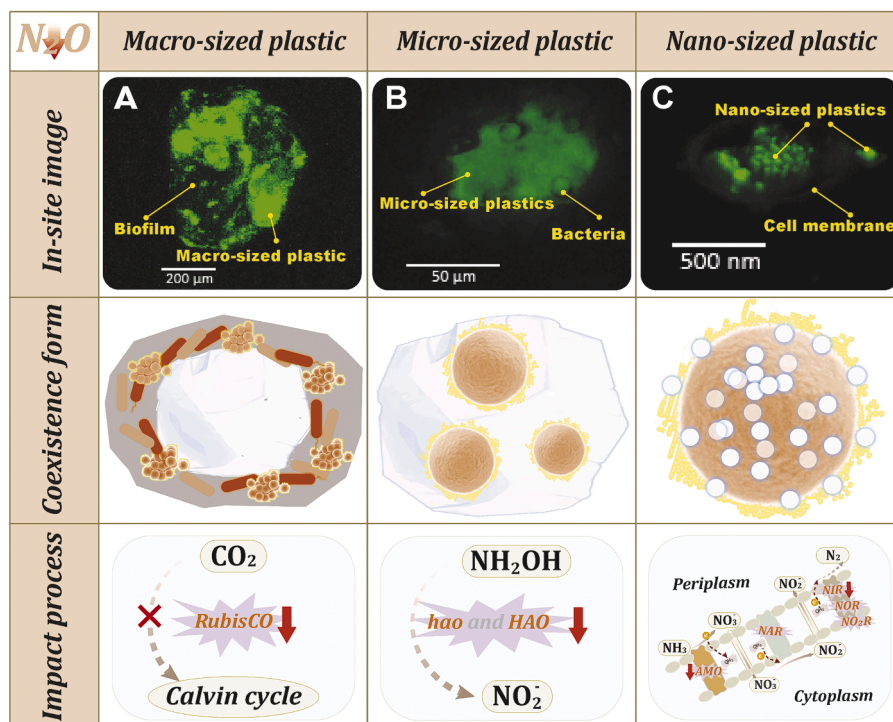 N₂O
Macro-sized plastic
Micro-sized plastic
Nano-sized plastic
In-site image
A
Biofilm
Macro-sized plastic
200 μm
B
Micro-sized plastics
Bacteria
50 μm
C
Nano-sized plastics
Cell membrane
500 nm
Coexistence form
Impact process
CO₂
RubisCO
Calvin cycle
NH₂OH
hao and HAO
NO₂⁻
Periplasm
N₂
NO₂⁻
NIR
NOR
NO₂R
NO₃⁻
NAR
NH₃
AMO
NO₂⁻
NO₃⁻
Cytoplasm